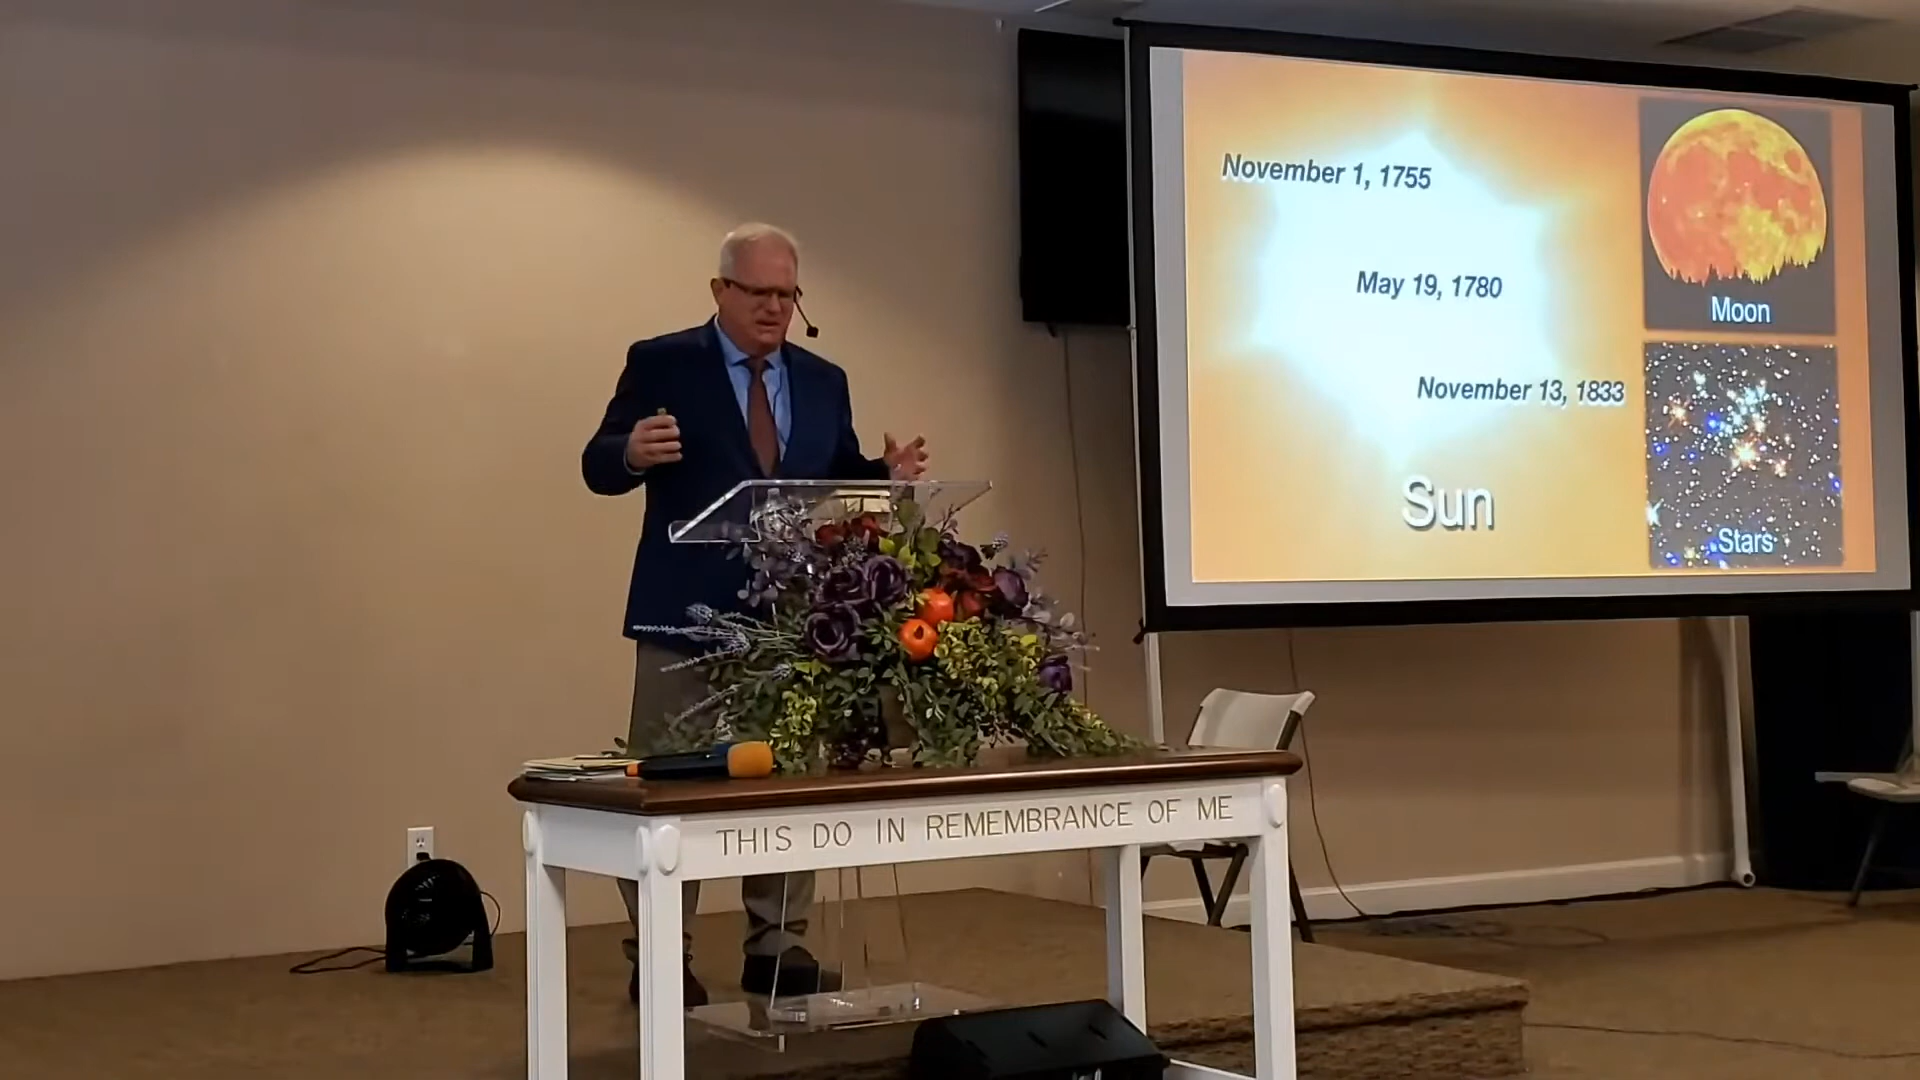 November 1, 1755
May 19, 1780
November 13, 1833
Sun
Moon
Stars
THIS DO IN REMEMBRANCE OF ME